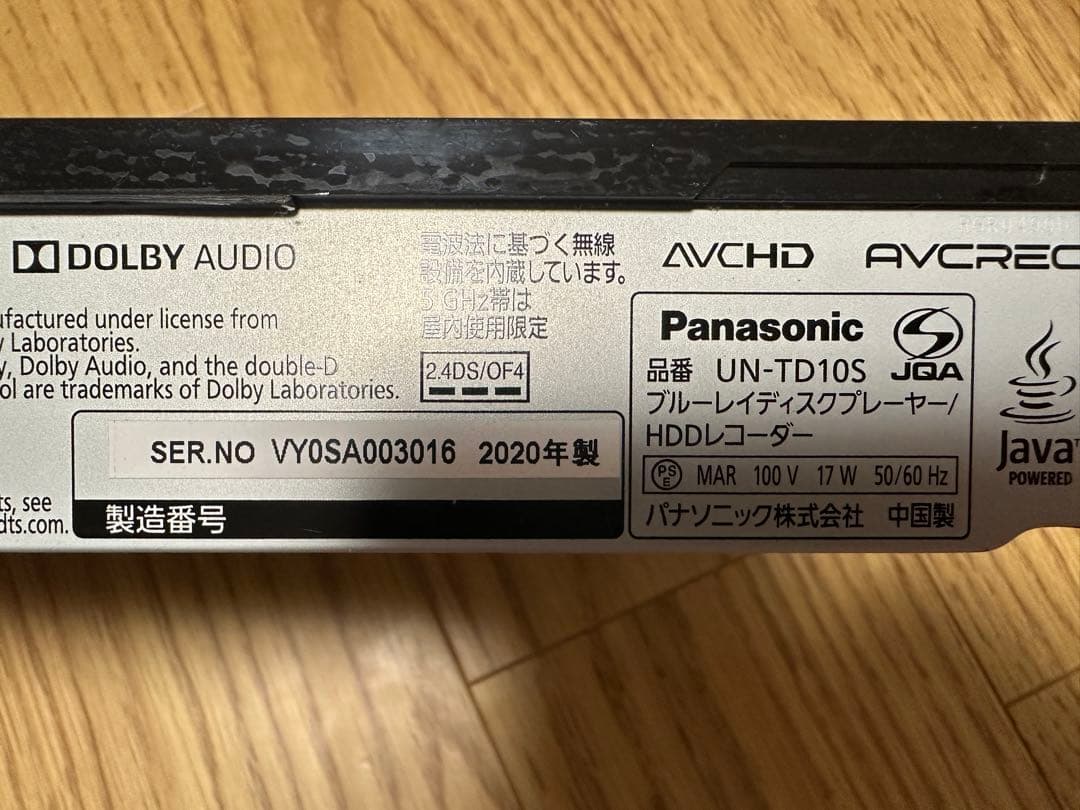 DOLBY AUDIO
ufactured under license from
y Laboratories.
y, Dolby Audio, and the double-D
ol are trademarks of Dolby Laboratories.
電波法に基づく無線
設備を内蔵しています。
5 GHz帯は
屋内使用限定
2.4DS/OF4
AVCHD
AVCREC
Panasonic
JQA
品番 UN-TD10S
ブルーレイディスクプレーヤー/
HDDレコーダー
PS E MAR 100 V 17 W 50/60 Hz
パナソニック株式会社 中国製
Java
POWERED
SER.NO VY0SA003016 2020年製
製造番号
ts, see
dts.com.